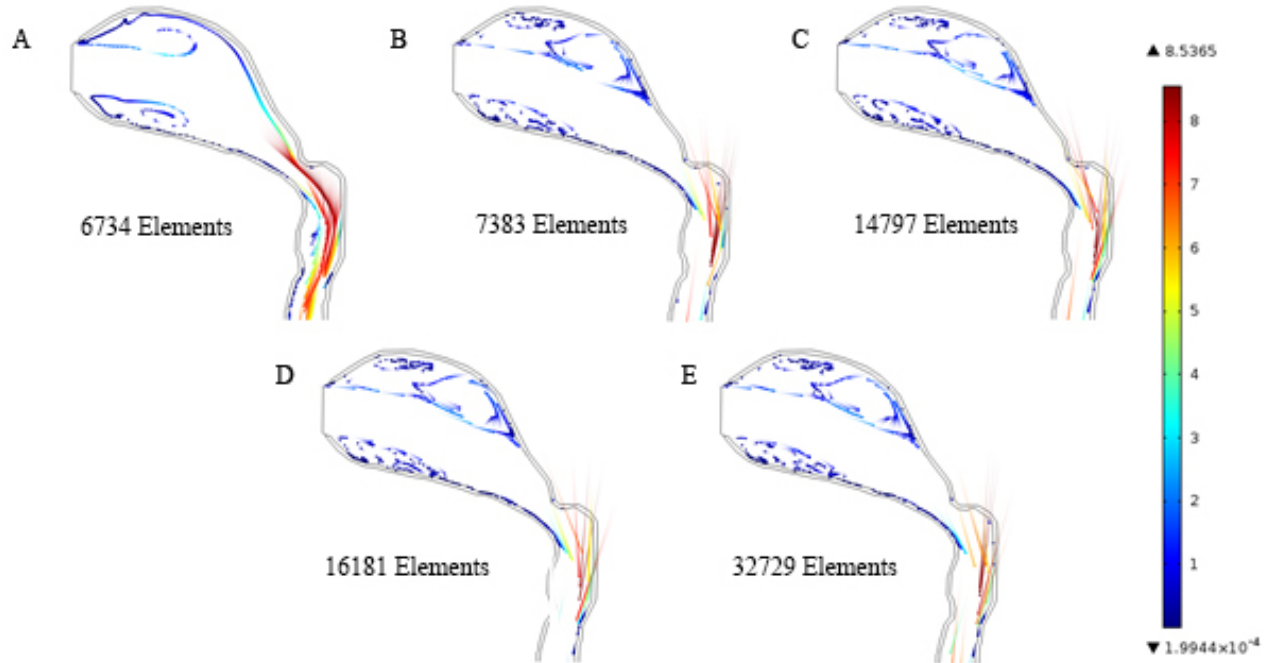 A
B
C
▲ 8.5365
8
7
6734 Elements
7383 Elements
14797 Elements
6
5
D
E
4
3
2
16181 Elements
32729 Elements
1
▼ 1.9944×10⁻⁴